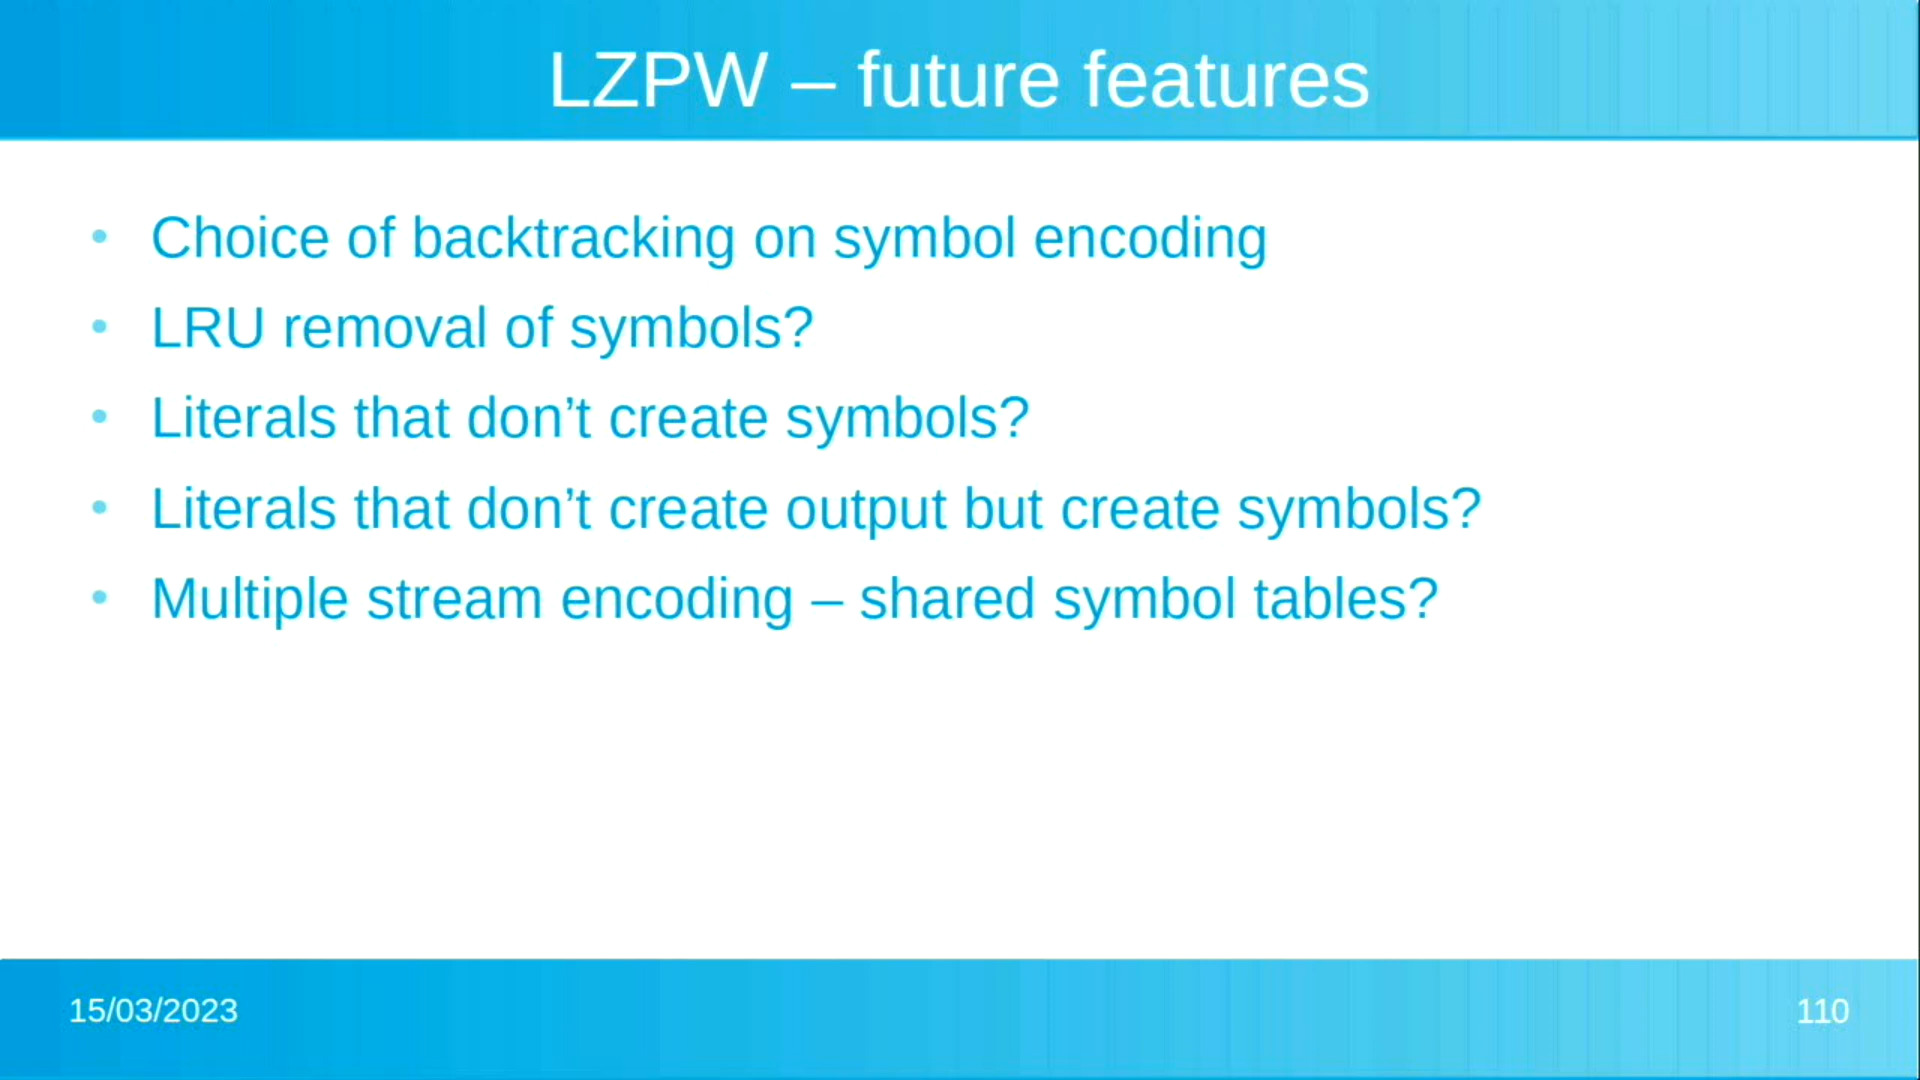 LZPW – future features
• Choice of backtracking on symbol encoding
• LRU removal of symbols?
• Literals that don’t create symbols?
• Literals that don’t create output but create symbols?
• Multiple stream encoding – shared symbol tables?
15/03/2023
110